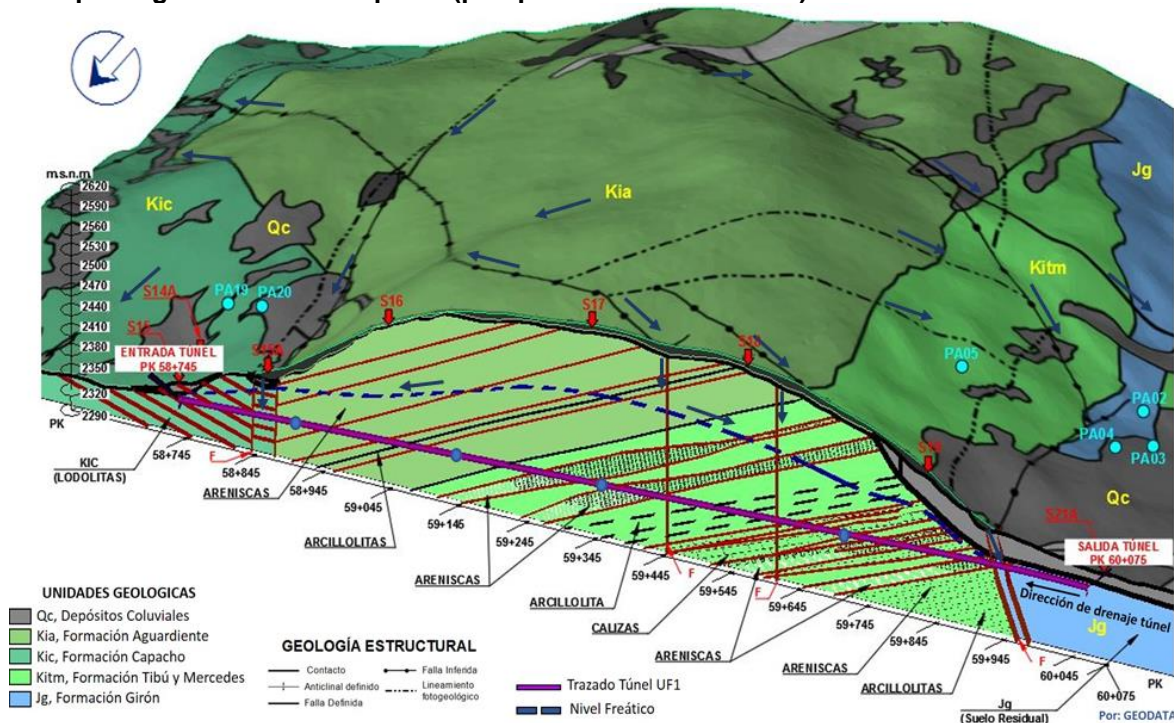 m.s.n.m.
2620
2590
2560
2530
2500
2470
2440
2410
2380
2350
2320
2290
PK
Kic
Qc
Kia
Jg
Kitm
S14A
PA19
PA20
S15
ENTRADA TÚNEL
PK 58+745
S16
S17
S18
PA05
PA02
PA04
PA03
Qc
S21A
SALIDA TÚNEL
PK 60+075
Dirección de drenaje túnel
Jg
KIC
(LODOLITAS)
58+745
F
58+845
ARENISCAS
58+945
59+045
ARCILLOLITAS
59+145
59+245
ARENISCAS
59+345
ARCILLOLITA
59+445
F
CALIZAS
59+545
F
59+645
ARENISCAS
59+745
ARENISCAS
59+845
ARCILLOLITAS
59+945
F
60+045
60+075
PK
Jg
(Suelo Residual)
Por: GEODATA
UNIDADES GEOLOGICAS
Qc, Depósitos Coluviales
Kia, Formación Aguardiente
Kic, Formación Capacho
Kitm, Formación Tibú y Mercedes
Jg, Formación Girón
GEOLOGÍA ESTRUCTURAL
Contacto
Anticlinal definido
Falla Definida
Falla Inferida
Lineamiento
fotogeológico
Trazado Túnel UF1
Nivel Freático